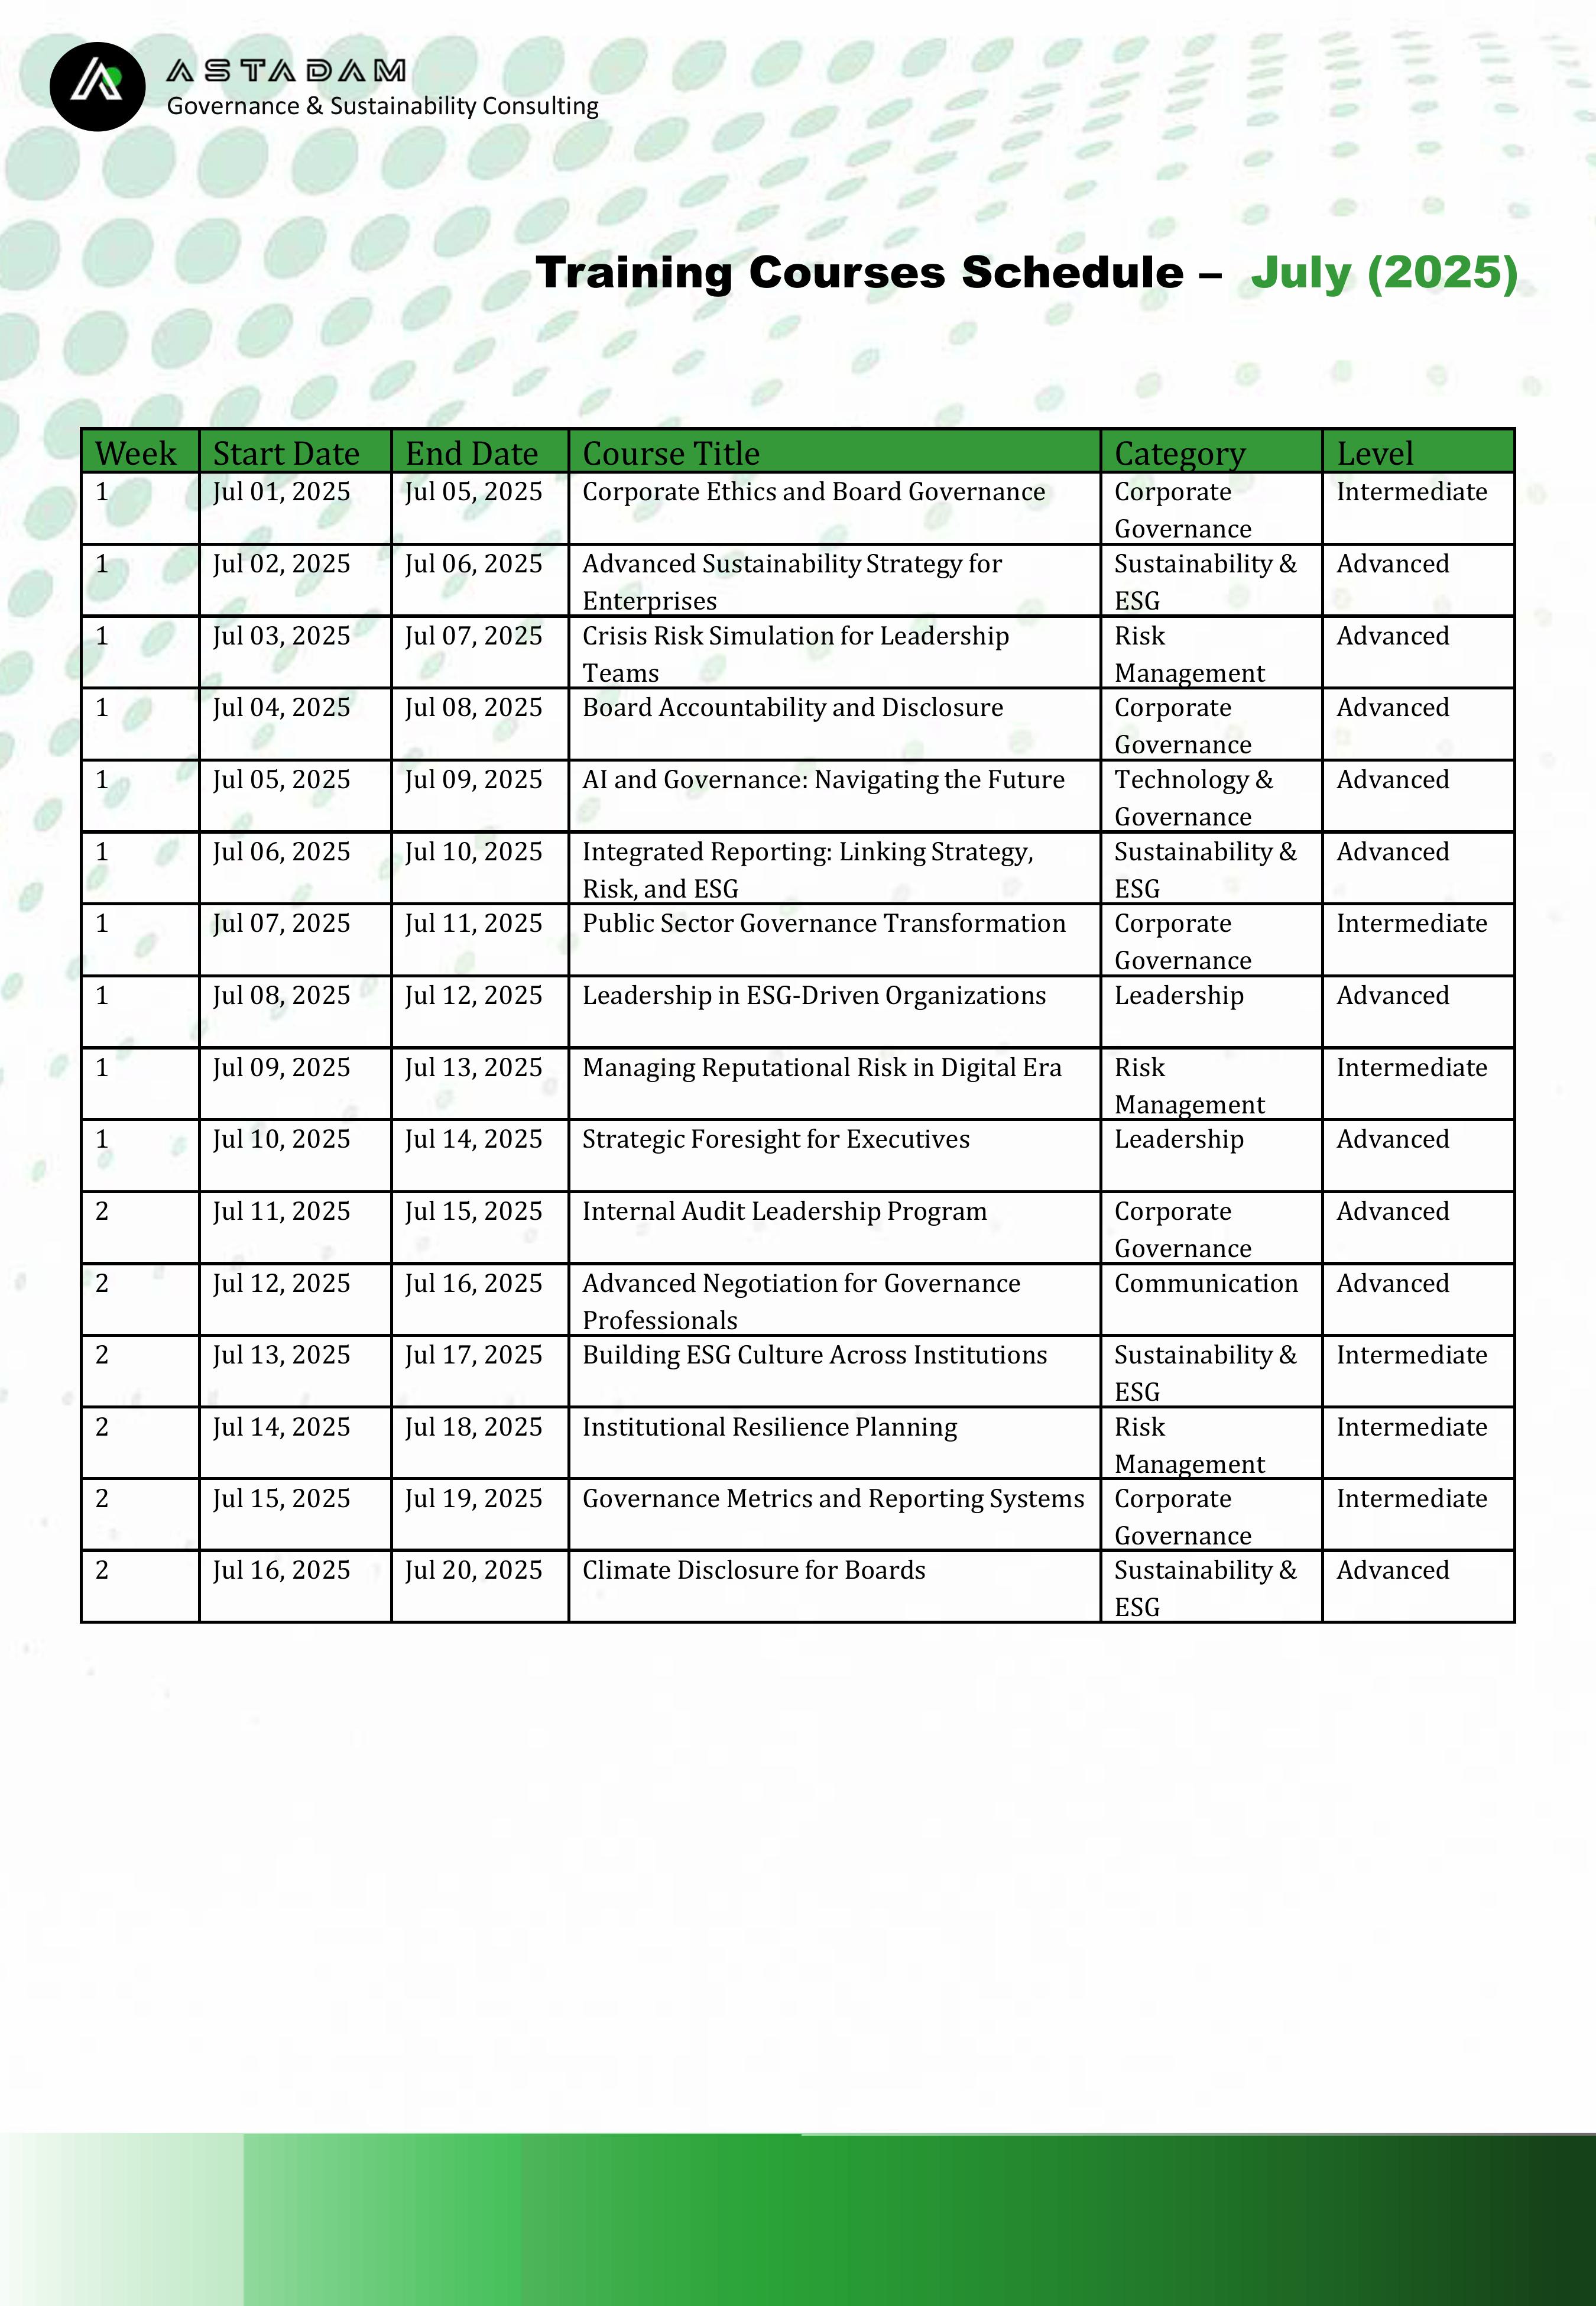 ASTADAM
Governance & Sustainability Consulting
Training Courses Schedule – July (2025)
Week Start Date End Date Course Title Category Level
1 Jul 01, 2025 Jul 05, 2025 Corporate Ethics and Board Governance Corporate Intermediate
Governance
1 Jul 02, 2025 Jul 06, 2025 Advanced Sustainability Strategy for Sustainability & Advanced
Enterprises ESG
1 Jul 03, 2025 Jul 07, 2025 Crisis Risk Simulation for Leadership Risk Advanced
Teams Management
1 Jul 04, 2025 Jul 08, 2025 Board Accountability and Disclosure Corporate Advanced
Governance
1 Jul 05, 2025 Jul 09, 2025 AI and Governance: Navigating the Future Technology & Advanced
Governance
1 Jul 06, 2025 Jul 10, 2025 Integrated Reporting: Linking Strategy, Sustainability & Advanced
Risk, and ESG ESG
1 Jul 07, 2025 Jul 11, 2025 Public Sector Governance Transformation Corporate Intermediate
Governance
1 Jul 08, 2025 Jul 12, 2025 Leadership in ESG-Driven Organizations Leadership Advanced
1 Jul 09, 2025 Jul 13, 2025 Managing Reputational Risk in Digital Era Risk Intermediate
Management
1 Jul 10, 2025 Jul 14, 2025 Strategic Foresight for Executives Leadership Advanced
2 Jul 11, 2025 Jul 15, 2025 Internal Audit Leadership Program Corporate Advanced
Governance
2 Jul 12, 2025 Jul 16, 2025 Advanced Negotiation for Governance Communication Advanced
Professionals
2 Jul 13, 2025 Jul 17, 2025 Building ESG Culture Across Institutions Sustainability & Intermediate
ESG
2 Jul 14, 2025 Jul 18, 2025 Institutional Resilience Planning Risk Intermediate
Management
2 Jul 15, 2025 Jul 19, 2025 Governance Metrics and Reporting Systems Corporate Intermediate
Governance
2 Jul 16, 2025 Jul 20, 2025 Climate Disclosure for Boards Sustainability & Advanced
ESG